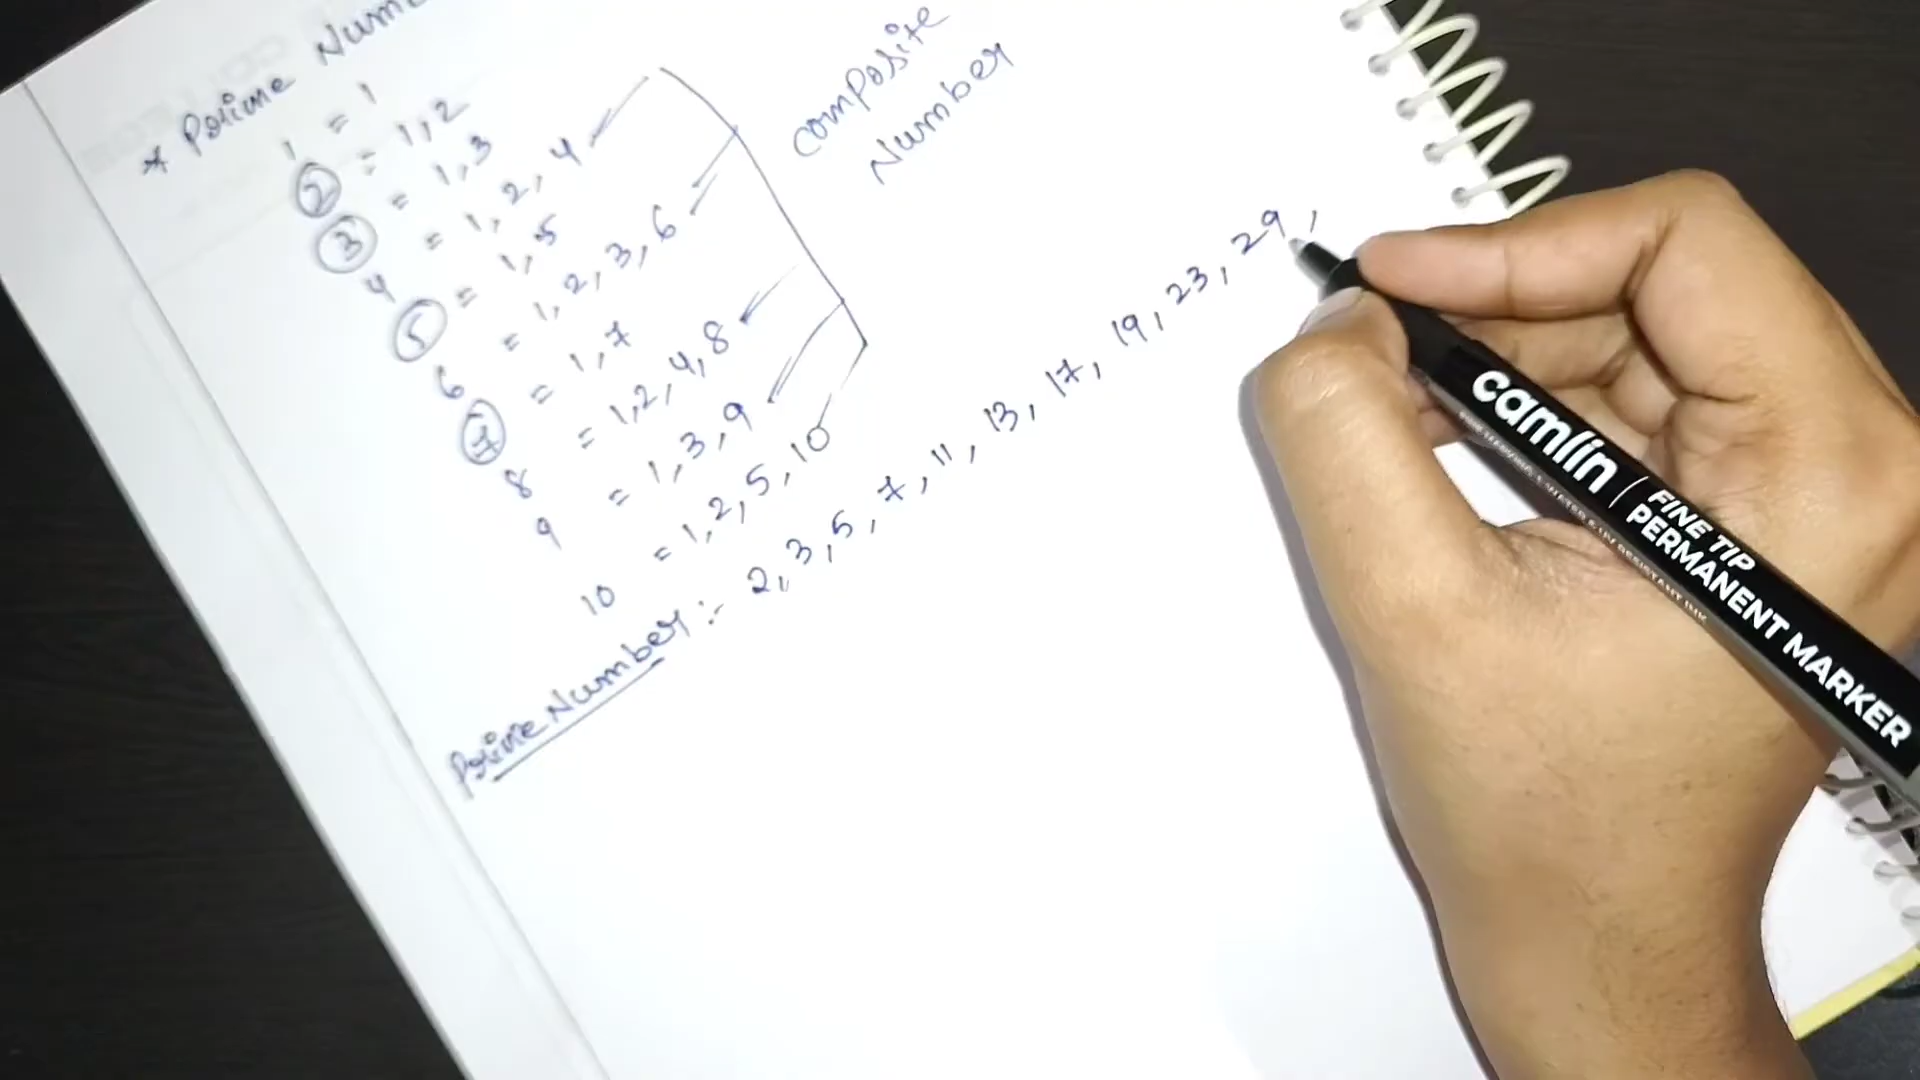 * Prime Num
1 = 1
2 = 1, 2
3 = 1, 3
4 = 1, 2, 4
5 = 1, 5
6 = 1, 2, 3, 6
7 = 1, 7
8 = 1, 2, 4, 8
9 = 1, 3, 9
10 = 1, 2, 5, 10
composite
Number
Prime Number :- 2, 3, 5, 7, 11, 13, 17, 19, 23, 29,
camlin
FINE TIP
PERMANENT MARKER